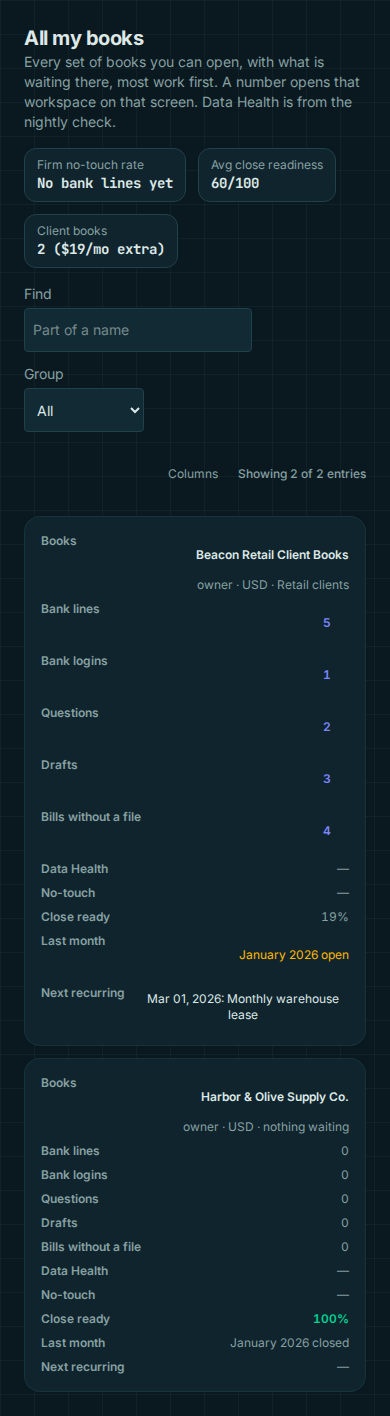 All my books
Every set of books you can open, with what is
waiting there, most work first. A number opens that
workspace on that screen. Data Health is from the
nightly check.
Firm no-touch rate
No bank lines yet
Avg close readiness
60/100
Client books
2 ($19/mo extra)
Find
Part of a name
Group
All
Columns
Showing 2 of 2 entries
Books
Beacon Retail Client Books
owner · USD · Retail clients
Bank lines
5
Bank logins
1
Questions
2
Drafts
3
Bills without a file
4
Data Health
—
No-touch
—
Close ready
19%
Last month
January 2026 open
Next recurring
Mar 01, 2026: Monthly warehouse
lease
Books
Harbor & Olive Supply Co.
owner · USD · nothing waiting
Bank lines
0
Bank logins
0
Questions
0
Drafts
0
Bills without a file
0
Data Health
—
No-touch
—
Close ready
100%
Last month
January 2026 closed
Next recurring
—